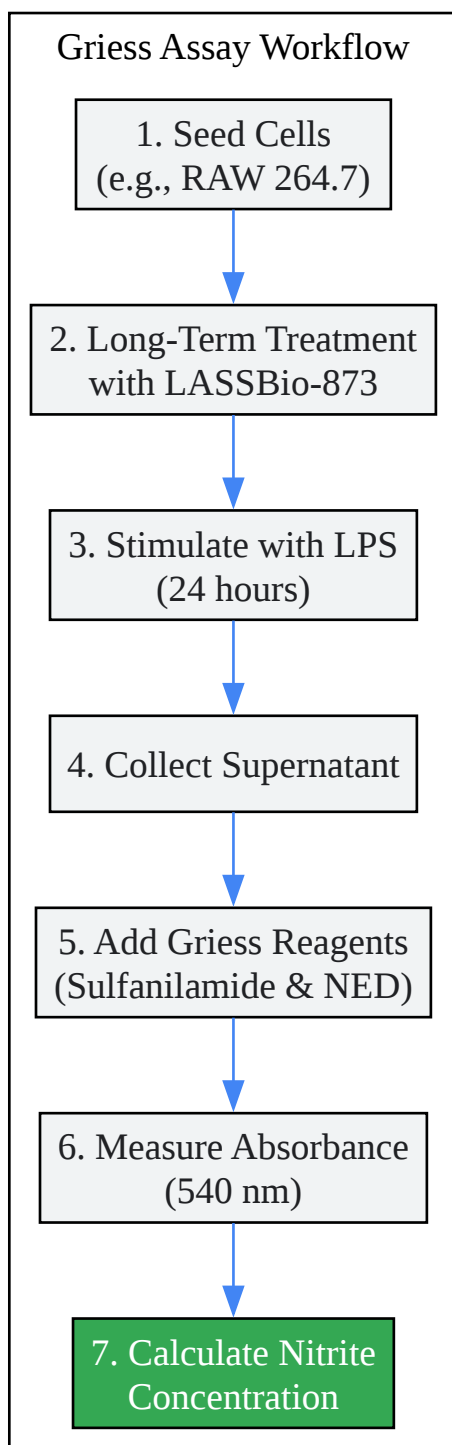 Griess Assay Workflow
1. Seed Cells
(e.g., RAW 264.7)
2. Long-Term Treatment
with LASSBio-873
3. Stimulate with LPS
(24 hours)
4. Collect Supernatant
5. Add Griess Reagents
(Sulfanilamide & NED)
6. Measure Absorbance
(540 nm)
7. Calculate Nitrite
Concentration